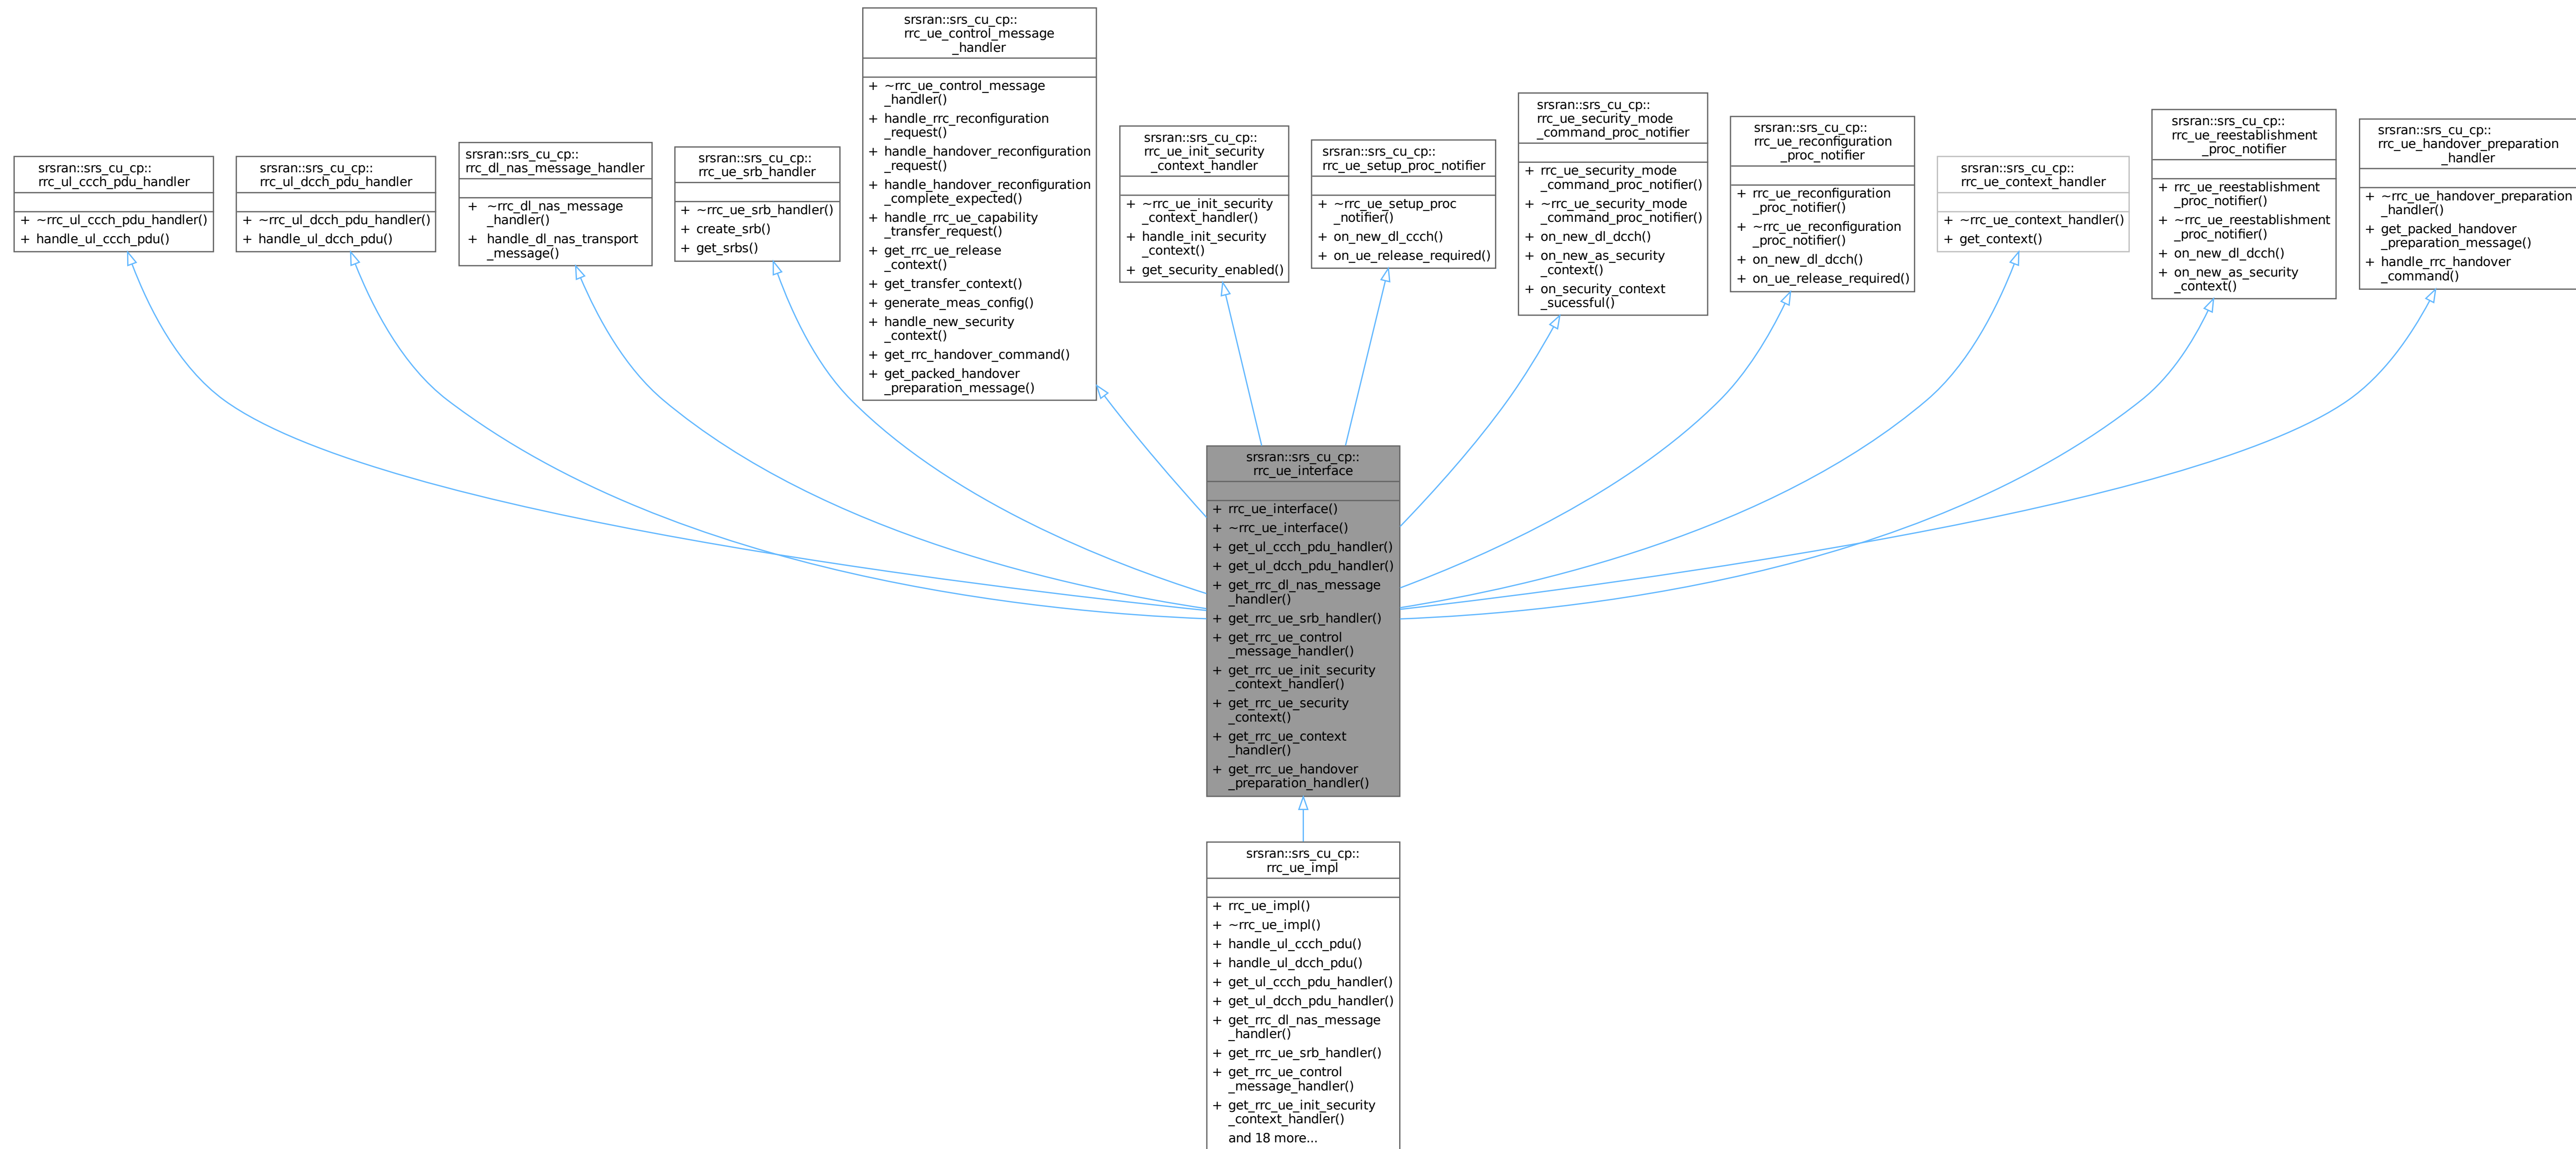 srsran::srs_cu_cp::
rrc_ul_ccch_pdu_handler
+ ~rrc_ul_ccch_pdu_handler()
+ handle_ul_ccch_pdu()
srsran::srs_cu_cp::
rrc_ul_dcch_pdu_handler
+ ~rrc_ul_dcch_pdu_handler()
+ handle_ul_dcch_pdu()
srsran::srs_cu_cp::
rrc_dl_nas_message_handler
+ ~rrc_dl_nas_message
_handler()
+ handle_dl_nas_transport
_message()
srsran::srs_cu_cp::
rrc_ue_srb_handler
+ ~rrc_ue_srb_handler()
+ create_srb()
+ get_srbs()
srsran::srs_cu_cp::
rrc_ue_control_message
_handler
+ ~rrc_ue_control_message
_handler()
+ handle_rrc_reconfiguration
_request()
+ handle_handover_reconfiguration
_request()
+ handle_handover_reconfiguration
_complete_expected()
+ handle_rrc_ue_capability
_transfer_request()
+ get_rrc_ue_release
_context()
+ get_transfer_context()
+ generate_meas_config()
+ handle_new_security
_context()
+ get_rrc_handover_command()
+ get_packed_handover
_preparation_message()
srsran::srs_cu_cp::
rrc_ue_init_security
_context_handler
+ ~rrc_ue_init_security
_context_handler()
+ handle_init_security
_context()
+ get_security_enabled()
srsran::srs_cu_cp::
rrc_ue_setup_proc_notifier
+ ~rrc_ue_setup_proc
_notifier()
+ on_new_dl_ccch()
+ on_ue_release_required()
srsran::srs_cu_cp::
rrc_ue_security_mode
_command_proc_notifier
+ rrc_ue_security_mode
_command_proc_notifier()
+ ~rrc_ue_security_mode
_command_proc_notifier()
+ on_new_dl_dcch()
+ on_new_as_security
_context()
+ on_security_context
_sucessful()
srsran::srs_cu_cp::
rrc_ue_reconfiguration
_proc_notifier
+ rrc_ue_reconfiguration
_proc_notifier()
+ ~rrc_ue_reconfiguration
_proc_notifier()
+ on_new_dl_dcch()
+ on_ue_release_required()
srsran::srs_cu_cp::
rrc_ue_context_handler
+ ~rrc_ue_context_handler()
+ get_context()
srsran::srs_cu_cp::
rrc_ue_reestablishment
_proc_notifier
+ rrc_ue_reestablishment
_proc_notifier()
+ ~rrc_ue_reestablishment
_proc_notifier()
+ on_new_dl_dcch()
+ on_new_as_security
_context()
srsran::srs_cu_cp::
rrc_ue_handover_preparation
_handler
+ ~rrc_ue_handover_preparation
_handler()
+ get_packed_handover
_preparation_message()
+ handle_rrc_handover
_command()
srsran::srs_cu_cp::
rrc_ue_interface
+ rrc_ue_interface()
+ ~rrc_ue_interface()
+ get_ul_ccch_pdu_handler()
+ get_ul_dcch_pdu_handler()
+ get_rrc_dl_nas_message
_handler()
+ get_rrc_ue_srb_handler()
+ get_rrc_ue_control
_message_handler()
+ get_rrc_ue_init_security
_context_handler()
+ get_rrc_ue_security
_context()
+ get_rrc_ue_context
_handler()
+ get_rrc_ue_handover
_preparation_handler()
srsran::srs_cu_cp::
rrc_ue_impl
+ rrc_ue_impl()
+ ~rrc_ue_impl()
+ handle_ul_ccch_pdu()
+ handle_ul_dcch_pdu()
+ get_ul_ccch_pdu_handler()
+ get_ul_dcch_pdu_handler()
+ get_rrc_dl_nas_message
_handler()
+ get_rrc_ue_srb_handler()
+ get_rrc_ue_control
_message_handler()
+ get_rrc_ue_init_security
_context_handler()
and 18 more...